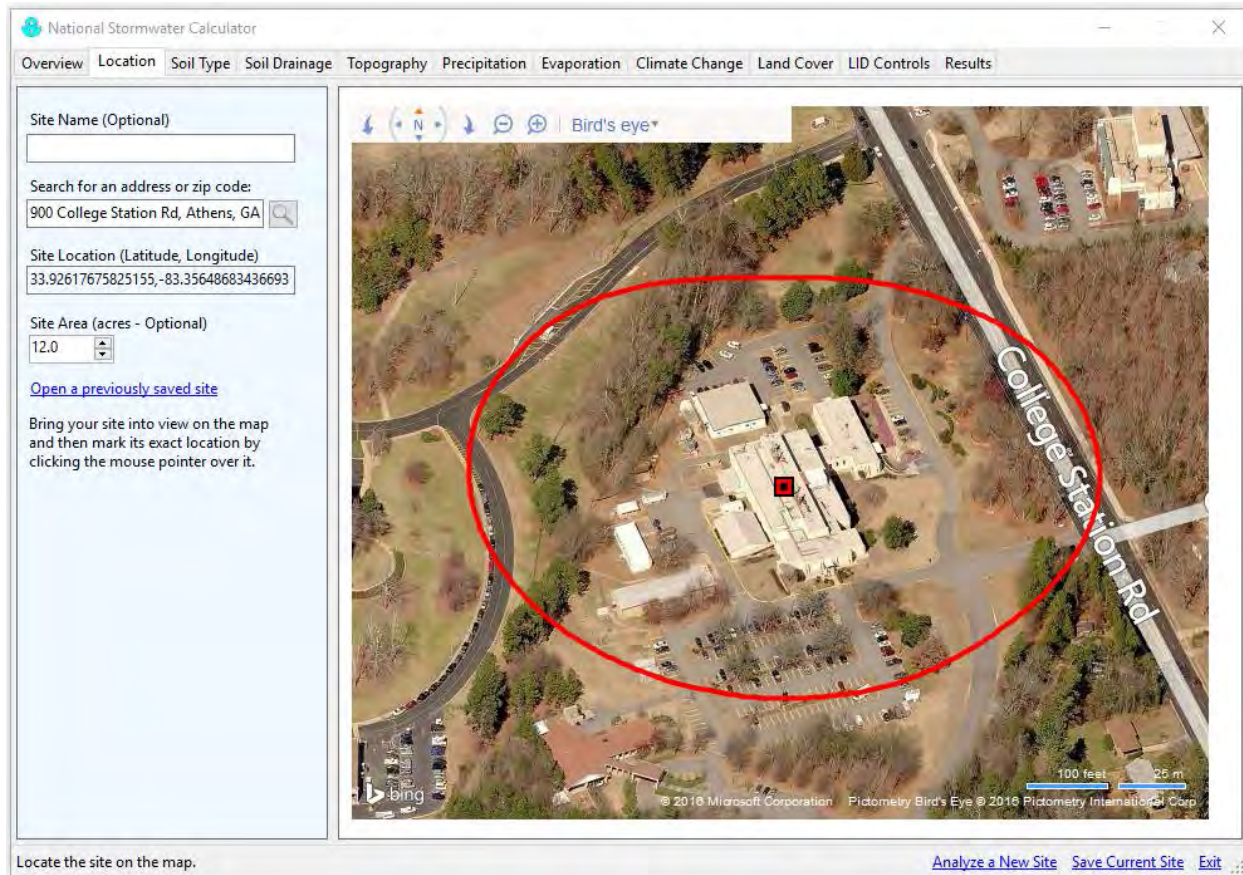 National Stormwater Calculator
Overview Location Soil Type Soil Drainage Topography Precipitation Evaporation Climate Change Land Cover LID Controls Results
Site Name (Optional)
Search for an address or zip code:
900 College Station Rd, Athens, GA
Site Location (Latitude, Longitude)
33.92617675825155,-83.35648683436693
Site Area (acres - Optional)
12.0
Open a previously saved site
Bring your site into view on the map
and then mark its exact location by
clicking the mouse pointer over it.
N
Bird's eye
College Station Rd
100 feet 25 m
bing
© 2016 Microsoft Corporation Pictometry Bird's Eye © 2016 Pictometry International Corp
Locate the site on the map.
Analyze a New Site Save Current Site Exit